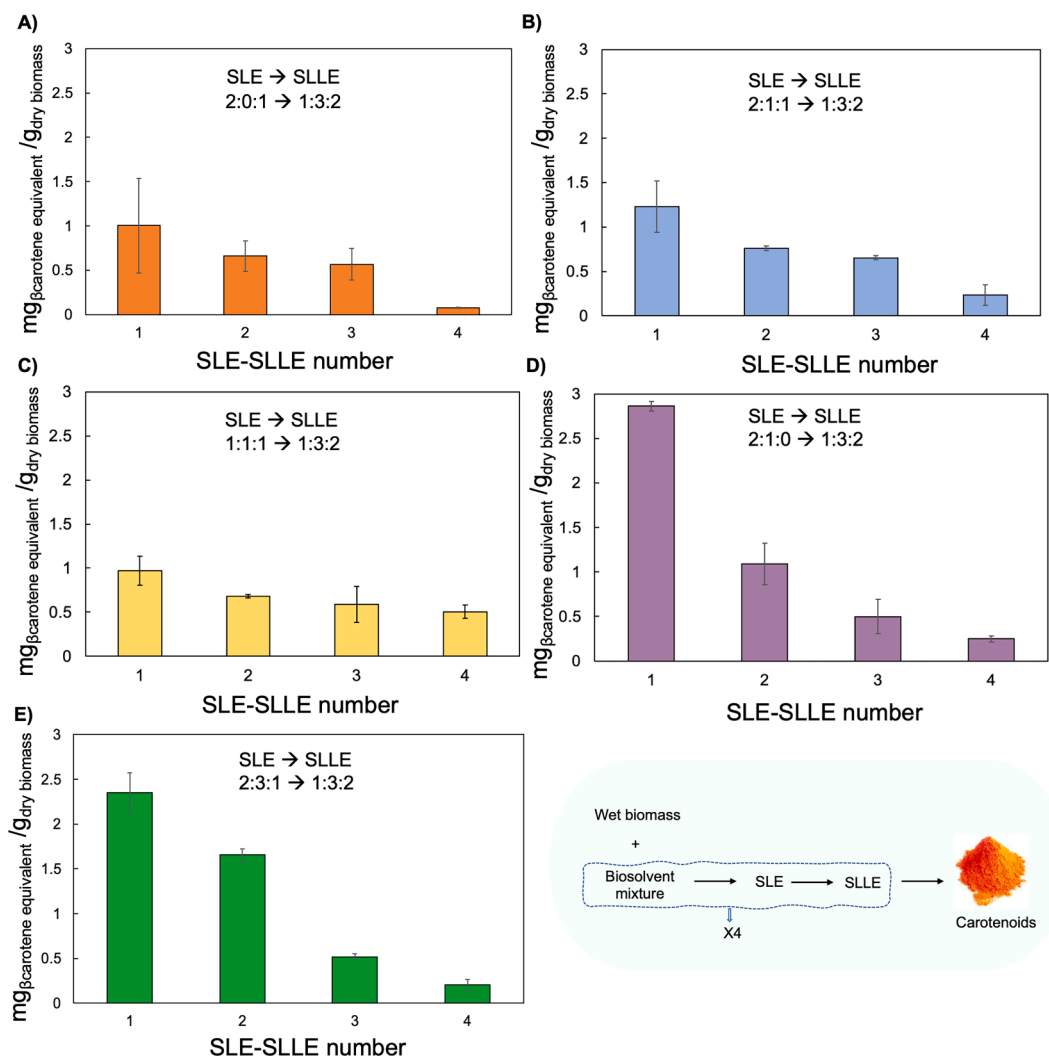 A)
mgβcarotene equivalent /gdry biomass
3
2.5
2
1.5
1
0.5
0
SLE → SLLE
2:0:1 → 1:3:2
1 2 3 4
SLE-SLLE number
B)
mgβcarotene equivalent /gdry biomass
3
2.5
2
1.5
1
0.5
0
SLE → SLLE
2:1:1 → 1:3:2
1 2 3 4
SLE-SLLE number
C)
mgβcarotene equivalent /gdry biomass
3
2.5
2
1.5
1
0.5
0
SLE → SLLE
1:1:1 → 1:3:2
1 2 3 4
SLE-SLLE number
D)
mgβcarotene equivalent /gdry biomass
3
2.5
2
1.5
1
0.5
0
SLE → SLLE
2:1:0 → 1:3:2
1 2 3 4
SLE-SLLE number
E)
mgβcarotene equivalent /gdry biomass
3
2.5
2
1.5
1
0.5
0
SLE → SLLE
2:3:1 → 1:3:2
1 2 3 4
SLE-SLLE number
Wet biomass
+
Biosolvent
mixture
SLE
SLLE
X4
Carotenoids